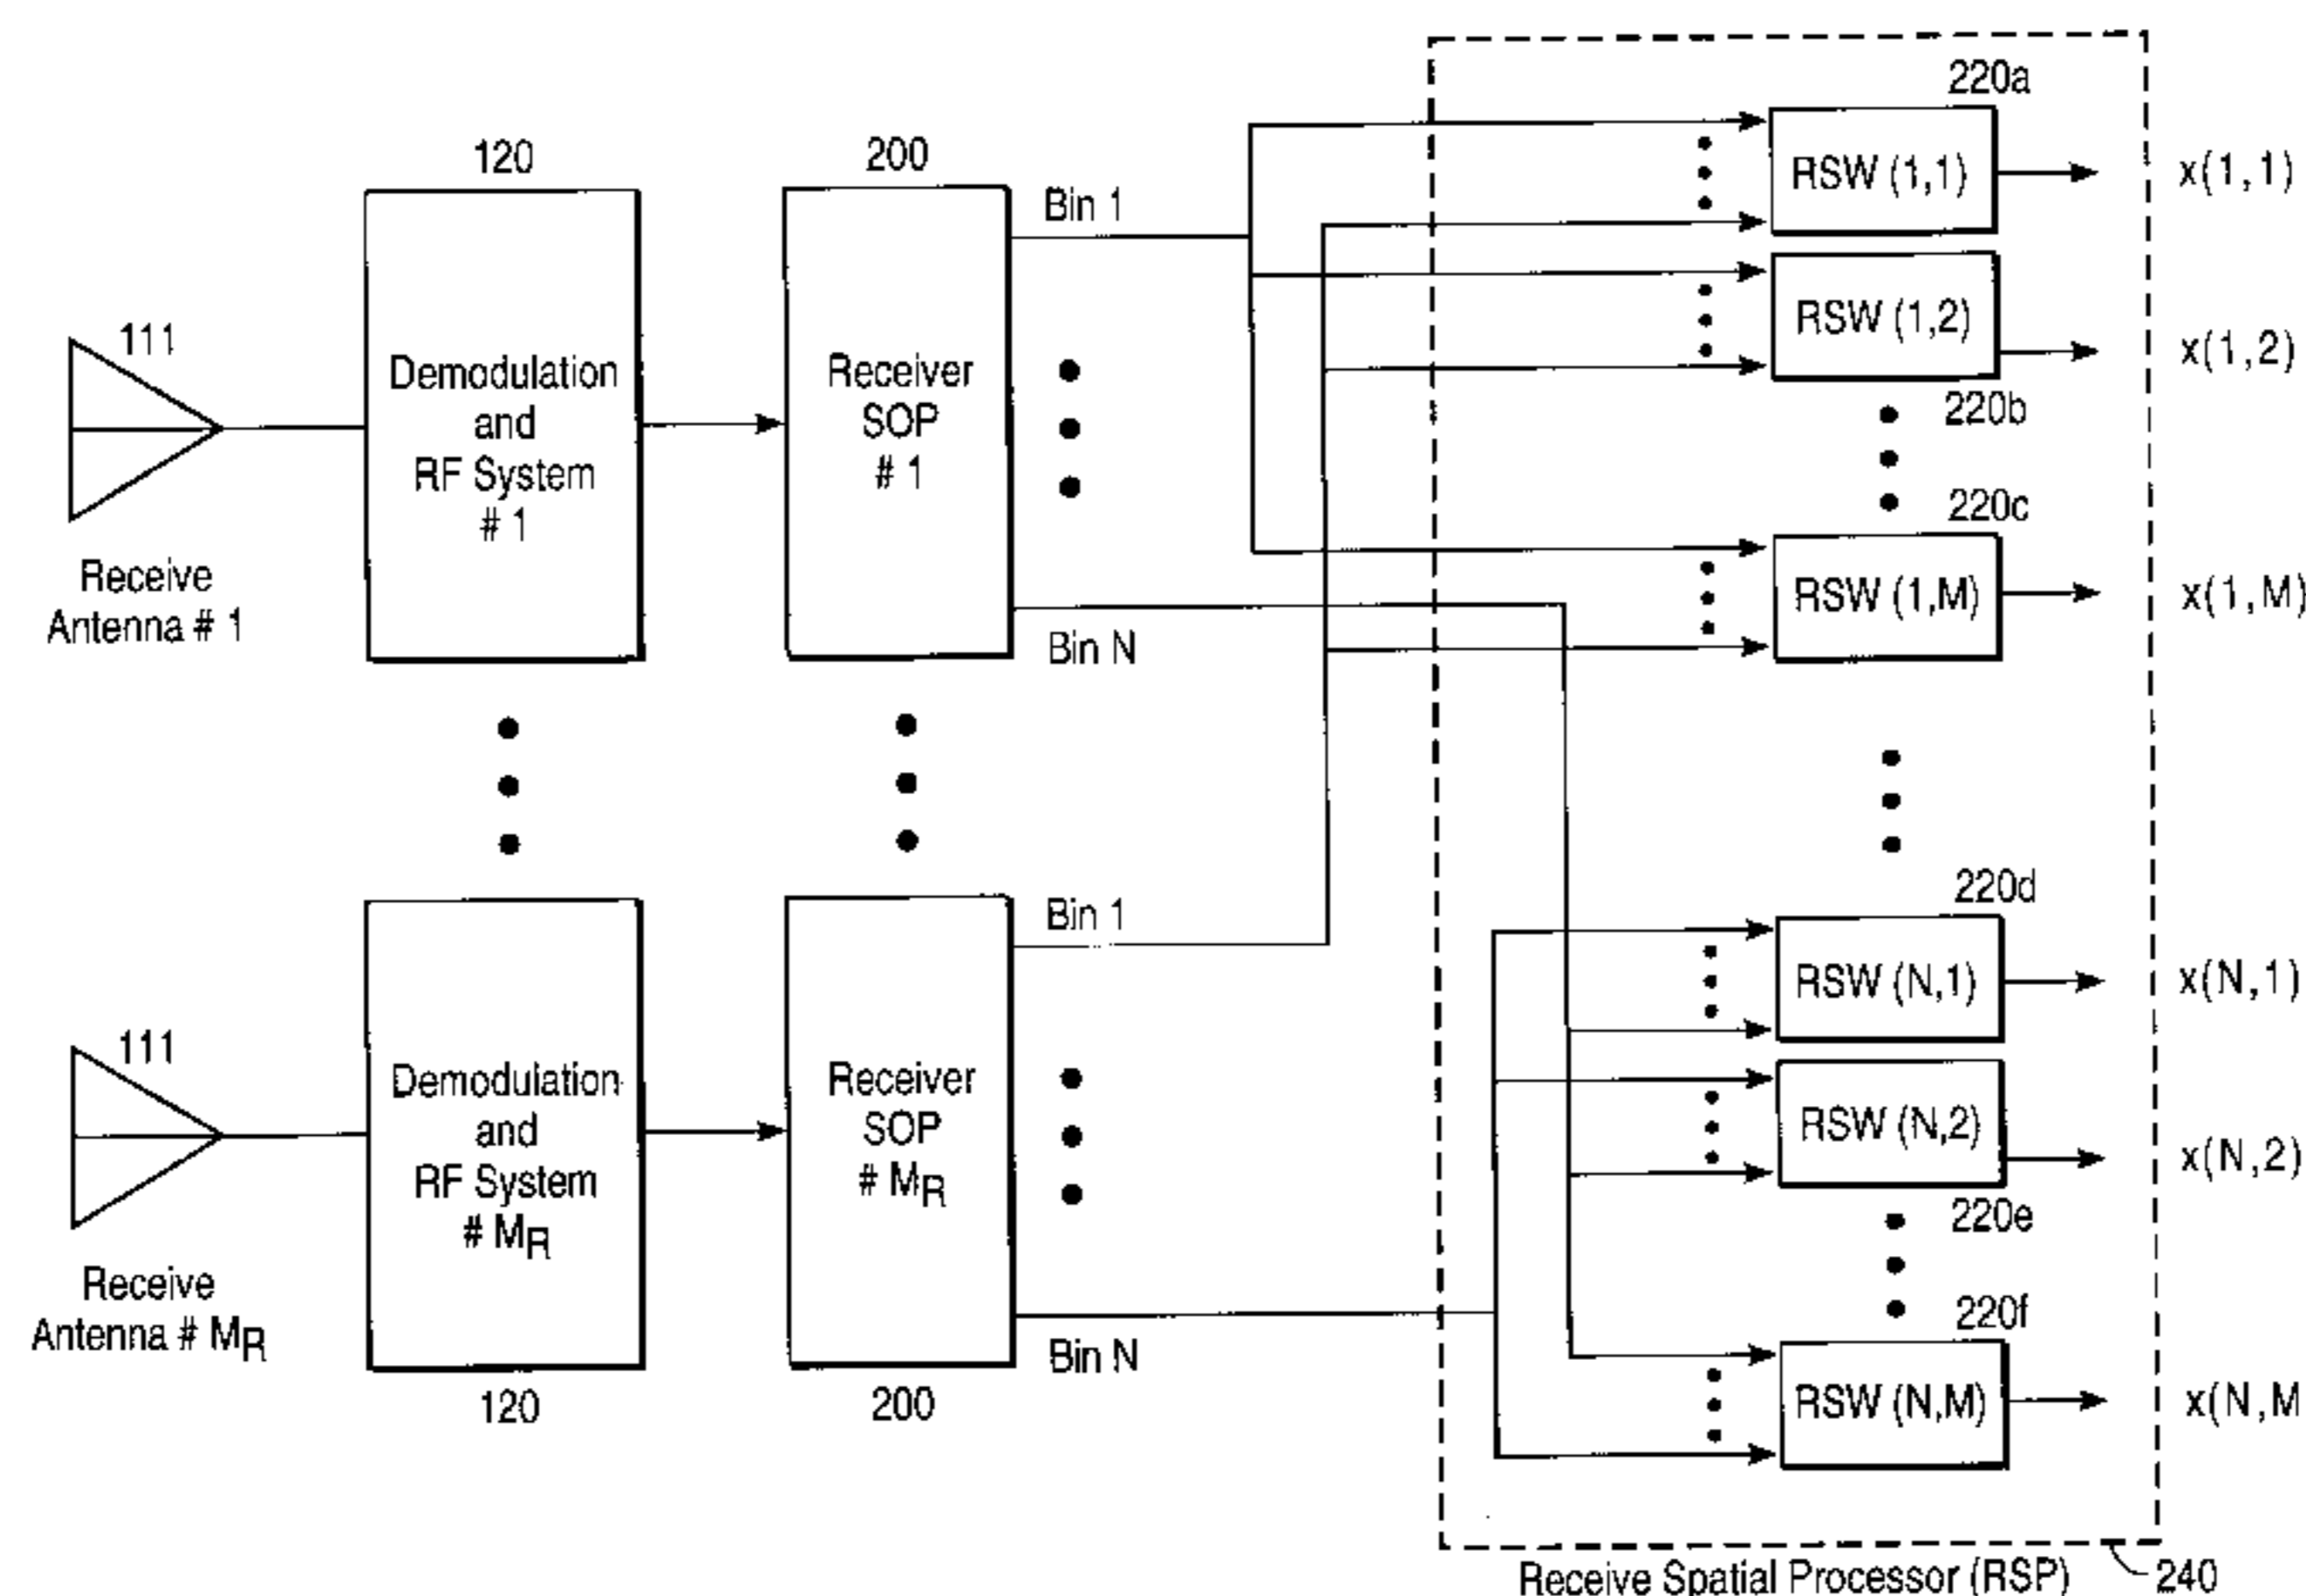 220a
120
200
Bin 1
RSW (1,1)
x(1,1)
RSW (1,2)
x(1,2)
111
Demodulation
and
RF System
# 1
Receiver
SOP
# 1
220b
220c
Receive
Antenna # 1
Bin N
RSW (1,M)
x(1,M)
220d
Bin 1
RSW (N,1)
x(N,1)
111
Demodulation
and
RF System
# MR
Receiver
SOP
# MR
RSW (N,2)
x(N,2)
220e
Receive
Antenna # MR
220f
Bin N
RSW (N,M)
x(N,M
120
200
Receive Spatial Processor (RSP)
240